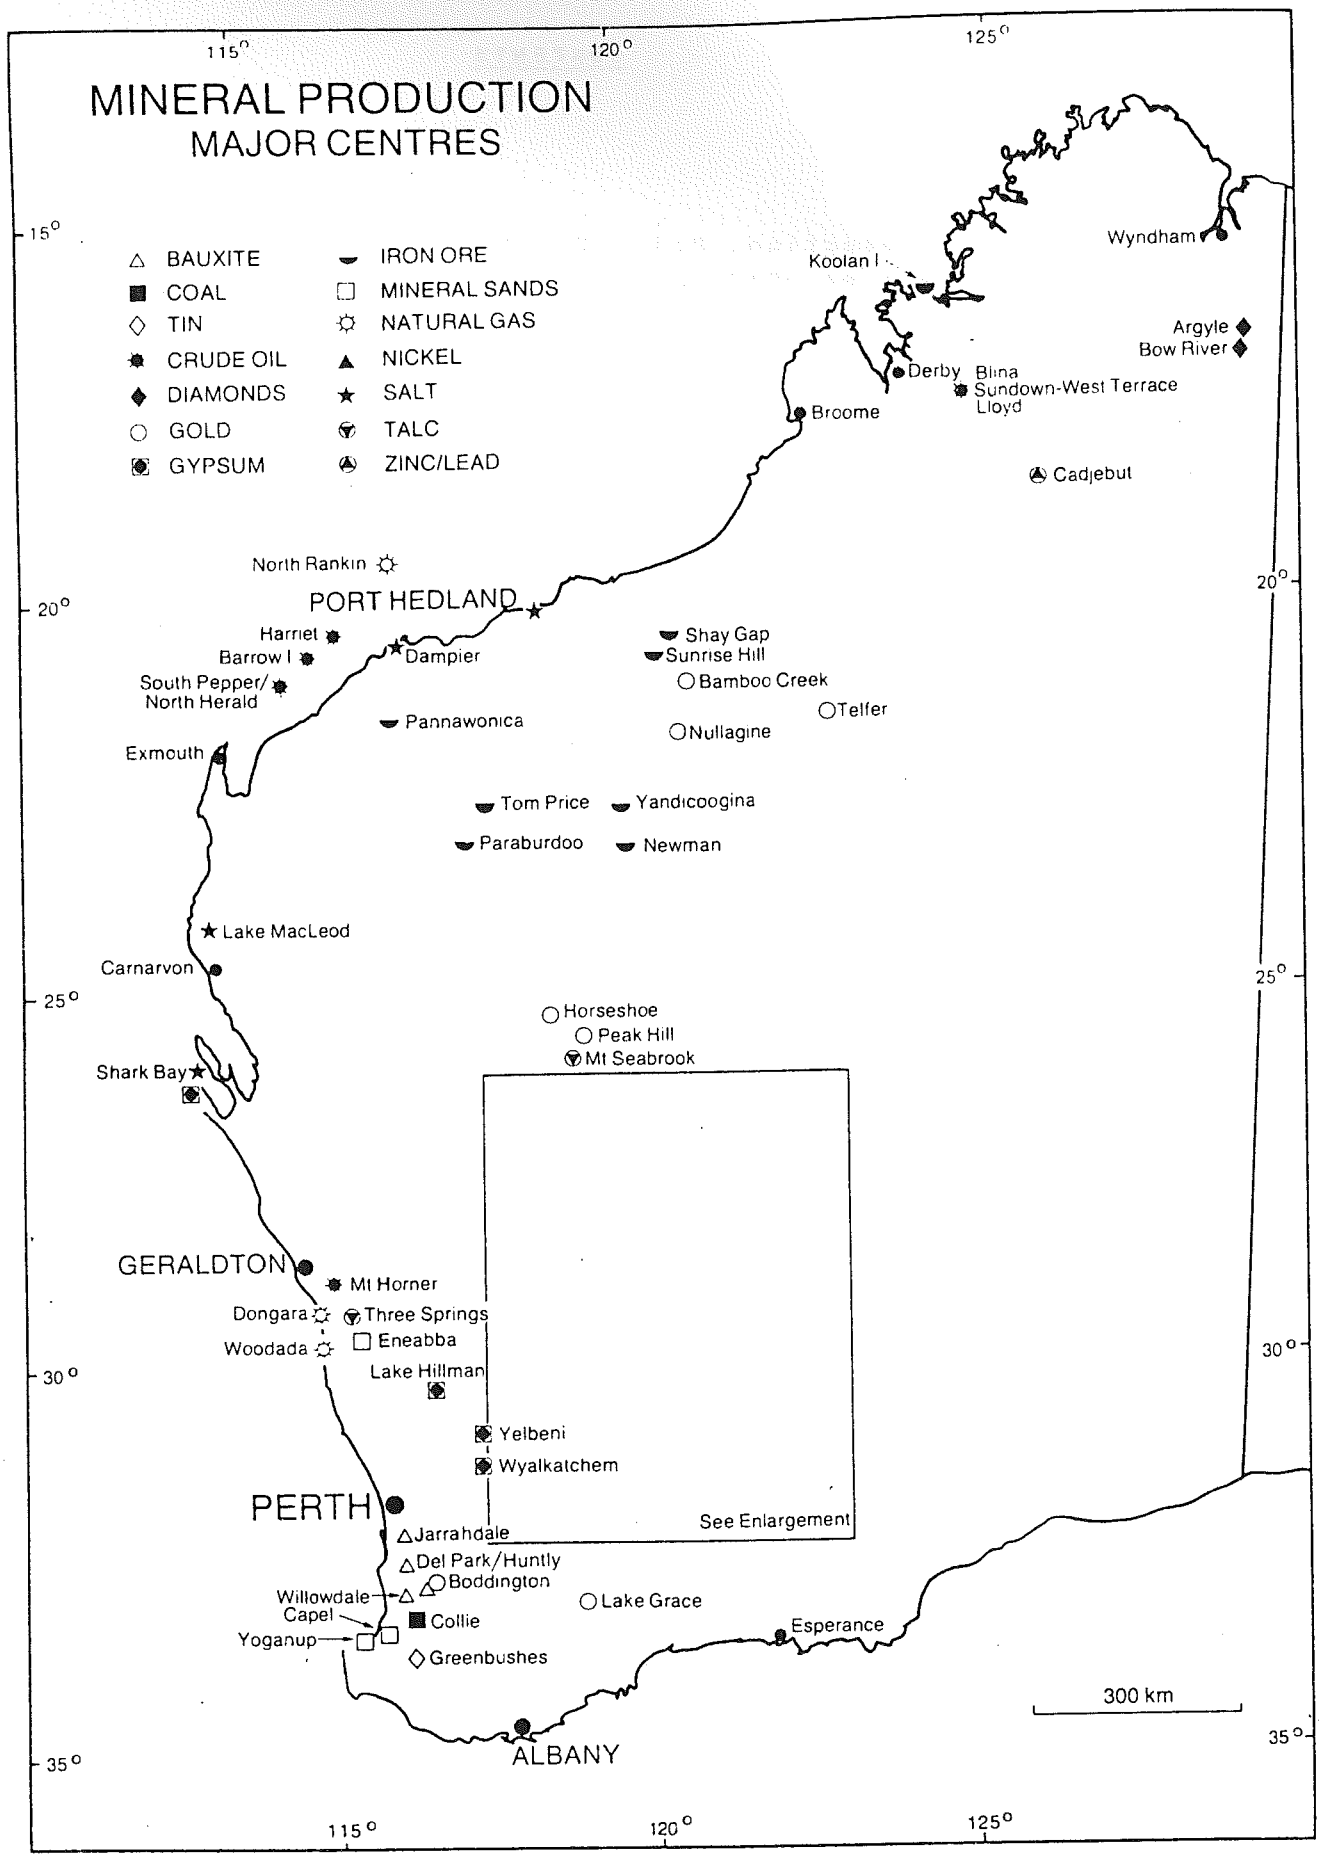 115° 120° 125°
MINERAL PRODUCTION
MAJOR CENTRES
15°
BAUXITE IRON ORE
COAL MINERAL SANDS
TIN NATURAL GAS
CRUDE OIL NICKEL
DIAMONDS SALT
GOLD TALC
GYPSUM ZINC/LEAD
Wyndham
Koolan I
Argyle
Bow River
Derby
Blina
Sundown-West Terrace
Lloyd
Broome
Cadjebut
North Rankin
PORT HEDLAND
20° 20°
Harriet
Barrow I
South Pepper/
North Herald
Dampier
Shay Gap
Sunrise Hill
Bamboo Creek
Telfer
Nullagine
Pannawonica
Exmouth
Tom Price Yandicoogina
Paraburdoo Newman
Lake MacLeod
Carnarvon
25° 25°
Horseshoe
Peak Hill
Mt Seabrook
Shark Bay
GERALDTON
Mt Horner
Dongara Three Springs
Woodada Eneabba
Lake Hillman
30° 30°
Yelbeni
Wyalkatchem
PERTH
See Enlargement
Jarrahdale
Del Park/Huntly
Boddington
Willowdale
Capel
Yoganup
Collie
Greenbushes
Lake Grace
Esperance
300 km
ALBANY
35° 35°
115° 120° 125°